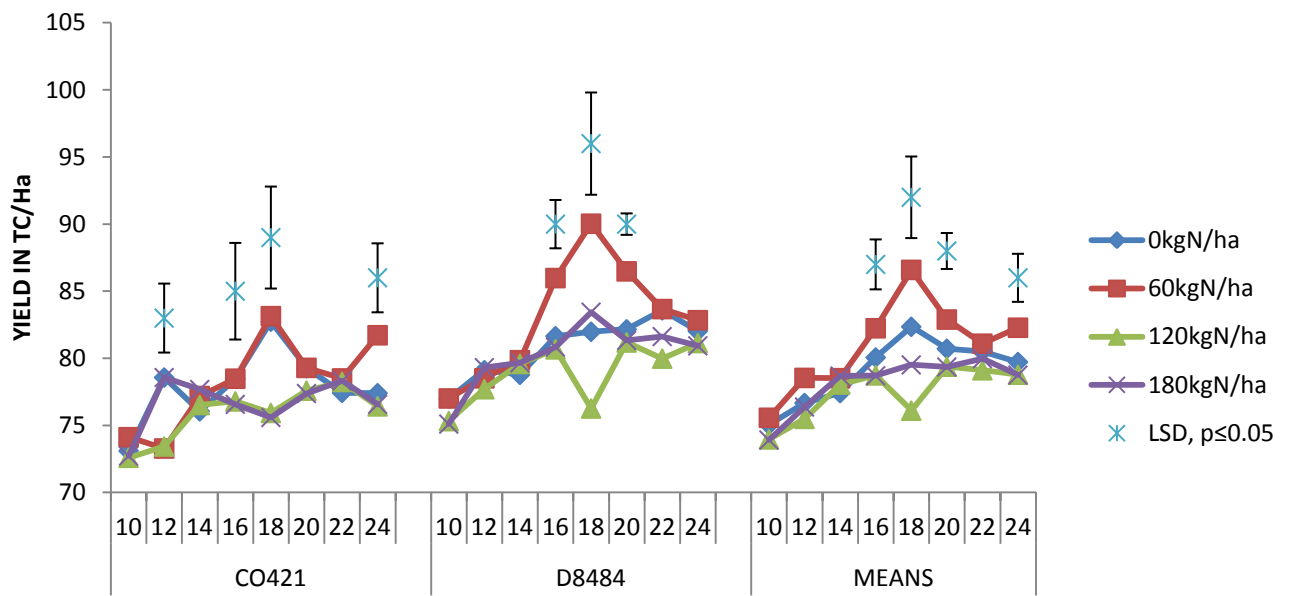 105
100
95
90
85
80
75
70
YIELD IN TC/Ha
10 12 14 16 18 20 22 24 10 12 14 16 18 20 22 24 10 12 14 16 18 20 22 24
CO421 D8484 MEANS
0kgN/ha
60kgN/ha
120kgN/ha
180kgN/ha
LSD, p≤0.05